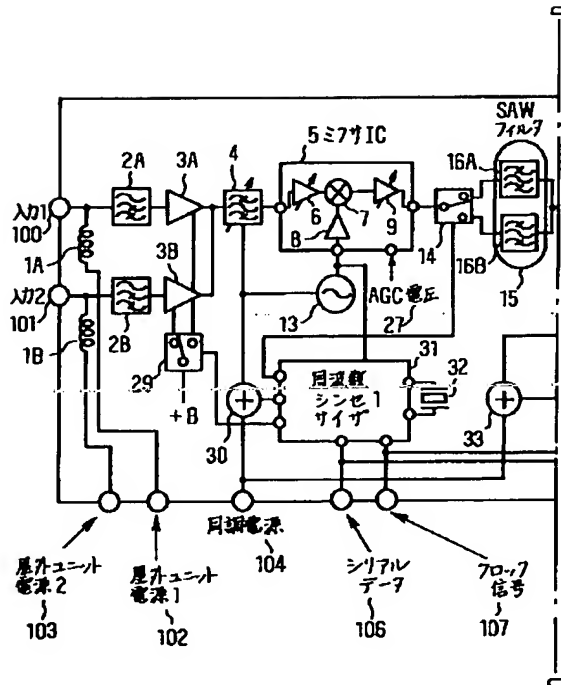 SAW
フィルタ
5 ミクサIC
2A
3A
4
16A
入力1
100
6
7
9
8
1A
3B
14
16B
入力2
101
13
AGC電圧
27
15
2B
1B
29
31
32
周波数
シンセ1
サイザ
+B
30
33
同調電源
104
屋外ユニット
電源2
103
屋外ユニット
電源1
102
シリアル
データ
106
クロック
信号
107